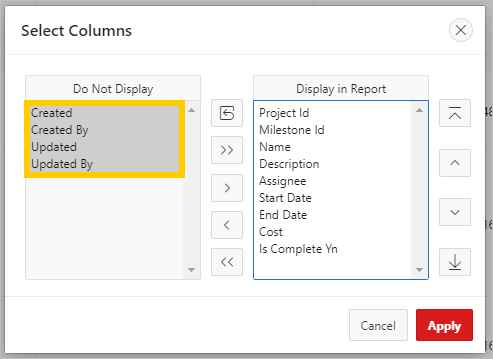 Select Columns
Do Not Display
Created
Created By
Updated
Updated By
Display in Report
Project Id
Milestone Id
Name
Description
Assignee
Start Date
End Date
Cost
Is Complete Yn
Cancel
Apply